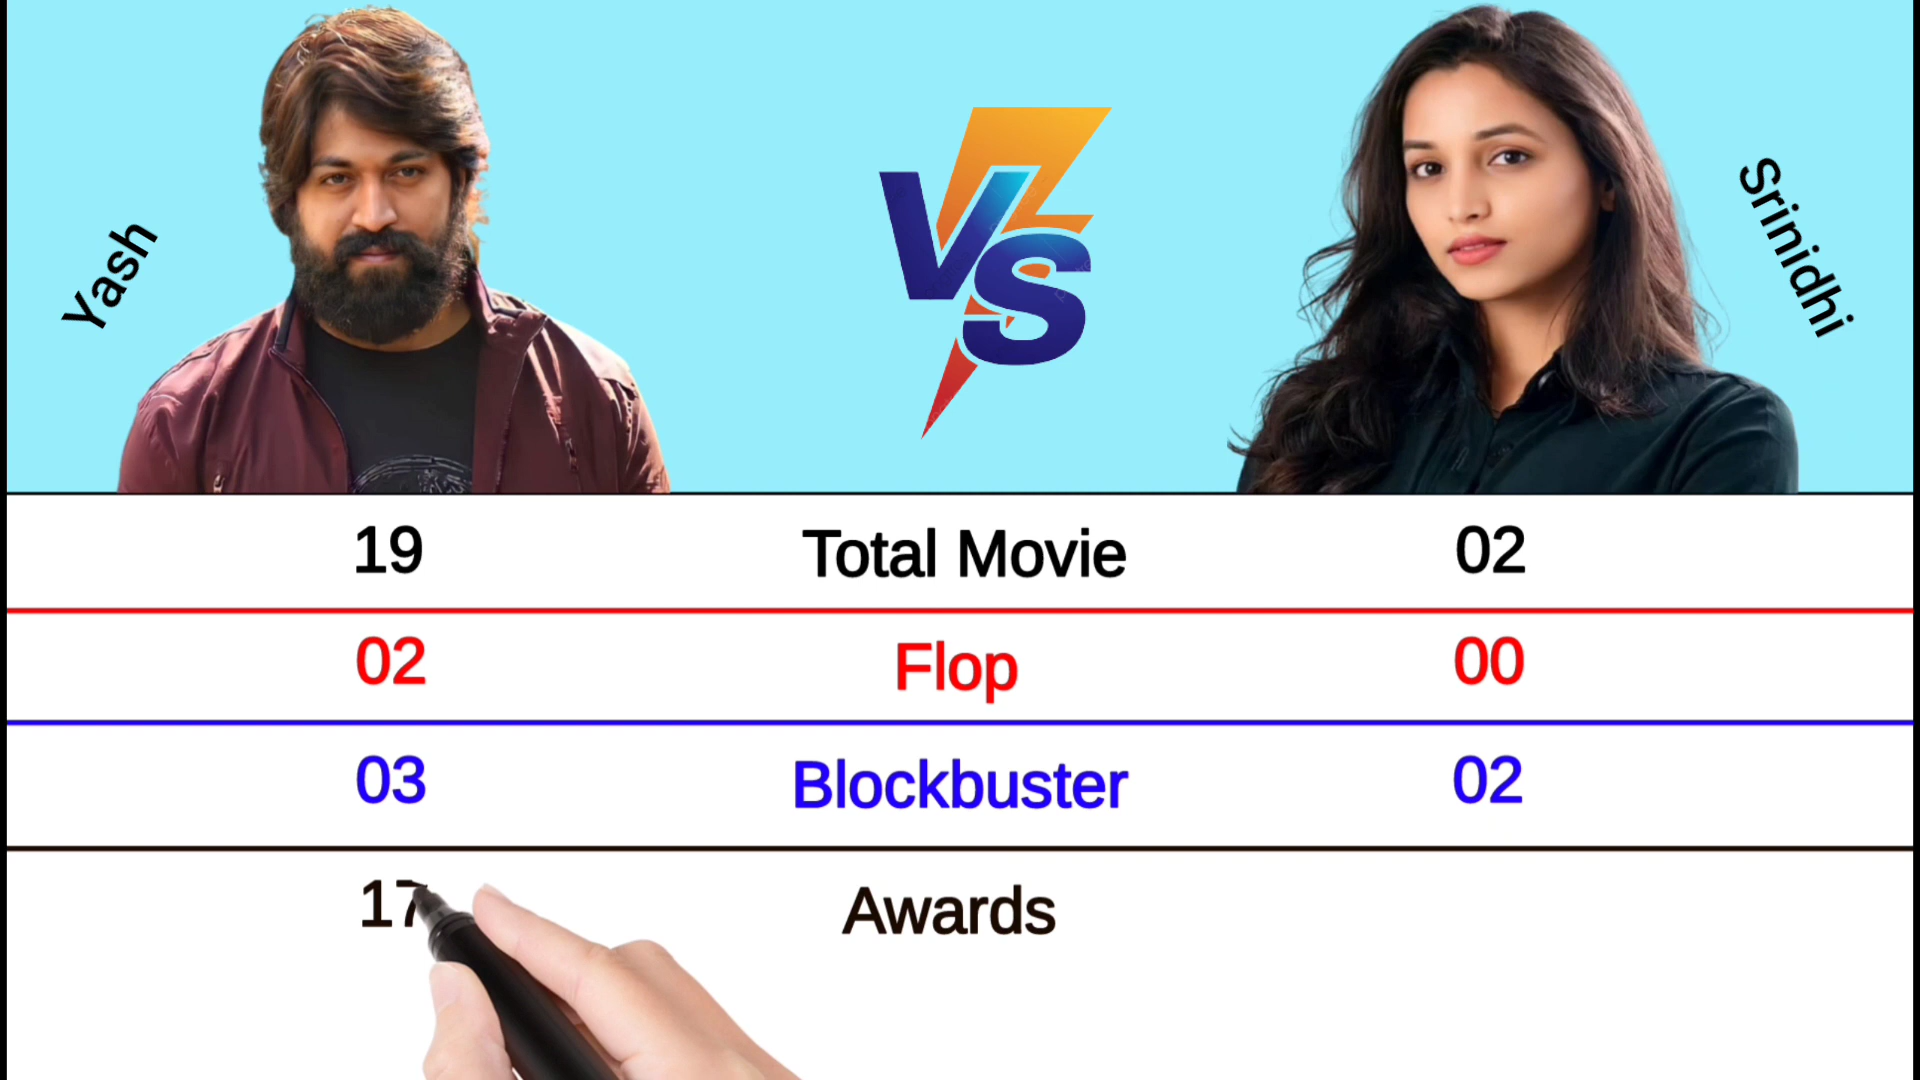 Yash
VS
Srinidhi
19 Total Movie 02
02 Flop 00
03 Blockbuster 02
17 Awards